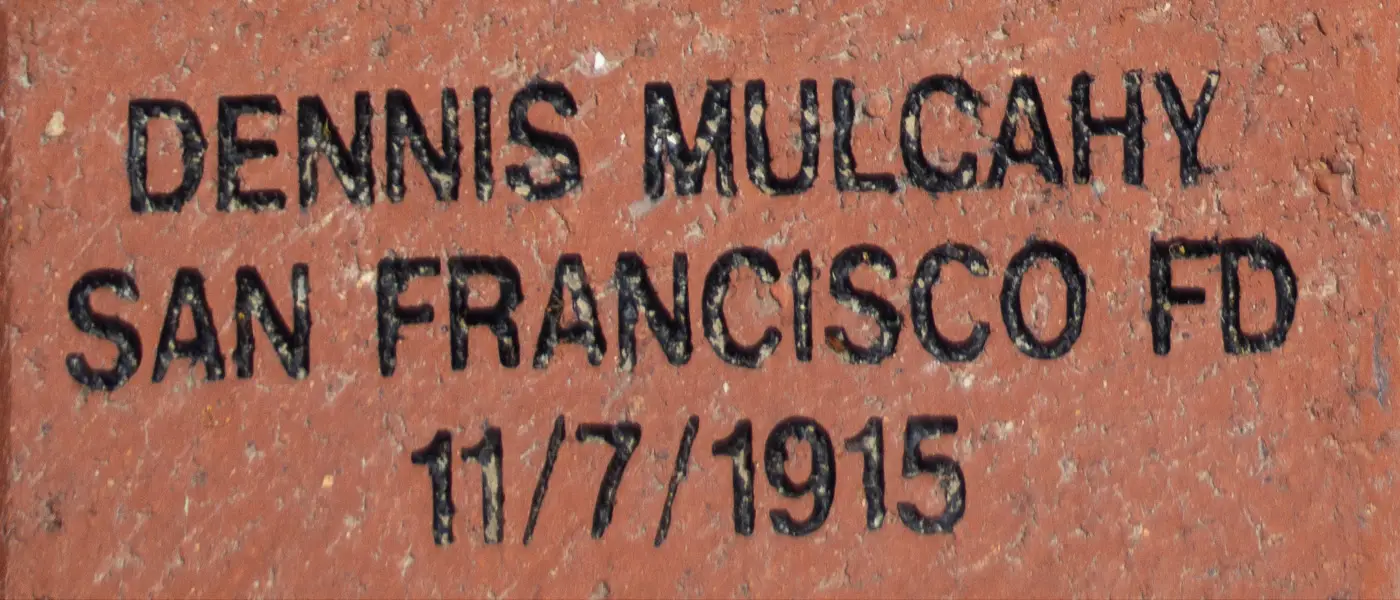 DENNIS MULCAHY
SAN FRANCISCO FD
11/7/1915